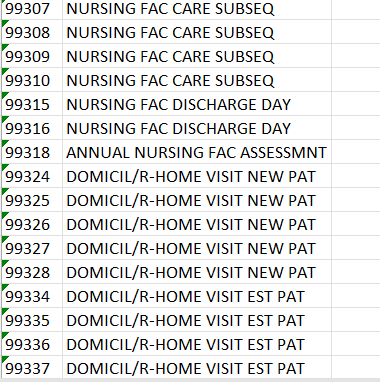 99307 NURSING FAC CARE SUBSEQ
99308 NURSING FAC CARE SUBSEQ
99309 NURSING FAC CARE SUBSEQ
99310 NURSING FAC CARE SUBSEQ
99315 NURSING FAC DISCHARGE DAY
99316 NURSING FAC DISCHARGE DAY
99318 ANNUAL NURSING FAC ASSESSMNT
99324 DOMICIL/R-HOME VISIT NEW PAT
99325 DOMICIL/R-HOME VISIT NEW PAT
99326 DOMICIL/R-HOME VISIT NEW PAT
99327 DOMICIL/R-HOME VISIT NEW PAT
99328 DOMICIL/R-HOME VISIT NEW PAT
99334 DOMICIL/R-HOME VISIT EST PAT
99335 DOMICIL/R-HOME VISIT EST PAT
99336 DOMICIL/R-HOME VISIT EST PAT
99337 DOMICIL/R-HOME VISIT EST PAT